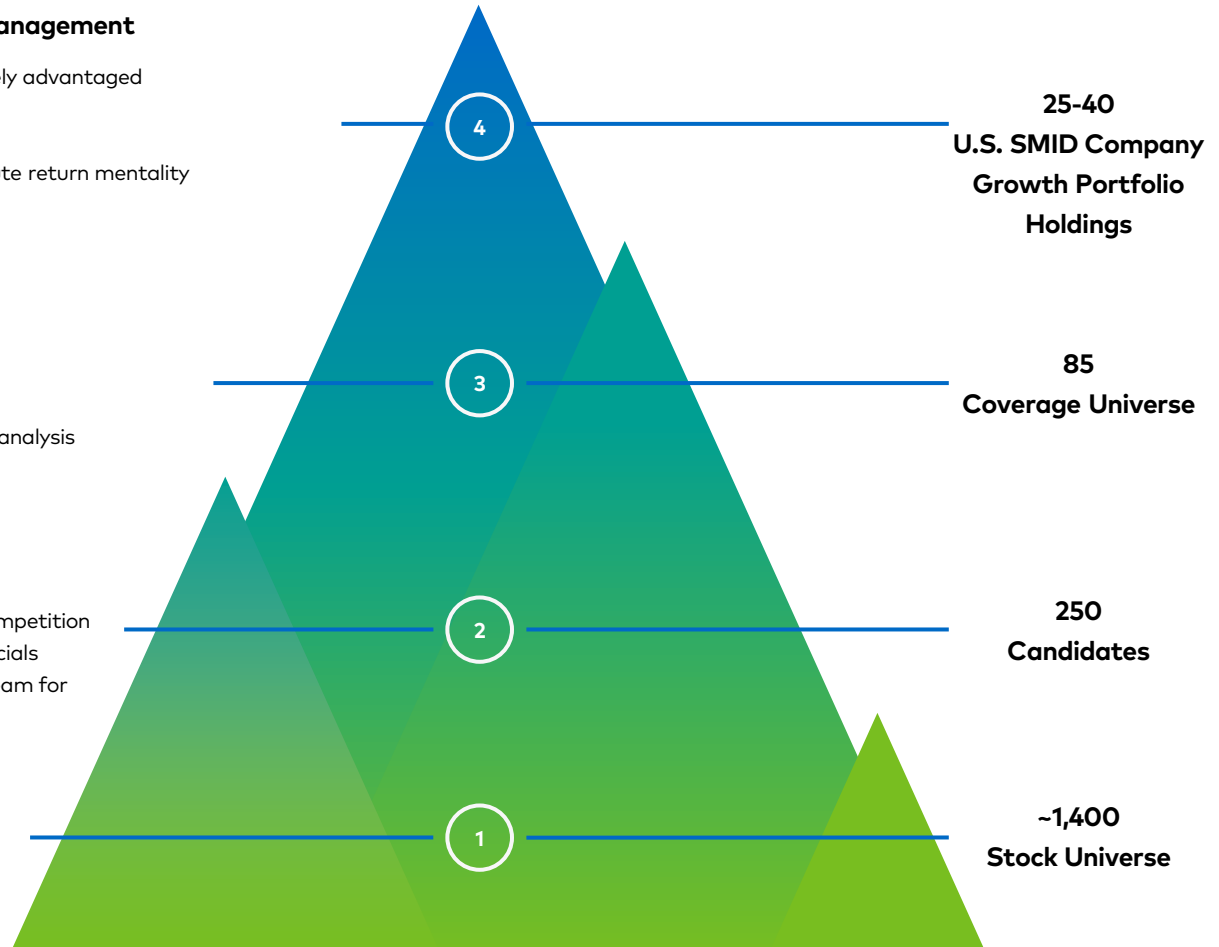 anagement
ly advantaged
te return mentality
4
25-40
U.S. SMID Company
Growth Portfolio
Holdings
3
85
Coverage Universe
analysis
mpetition
cials
am for
2
250
Candidates
1
~1,400
Stock Universe